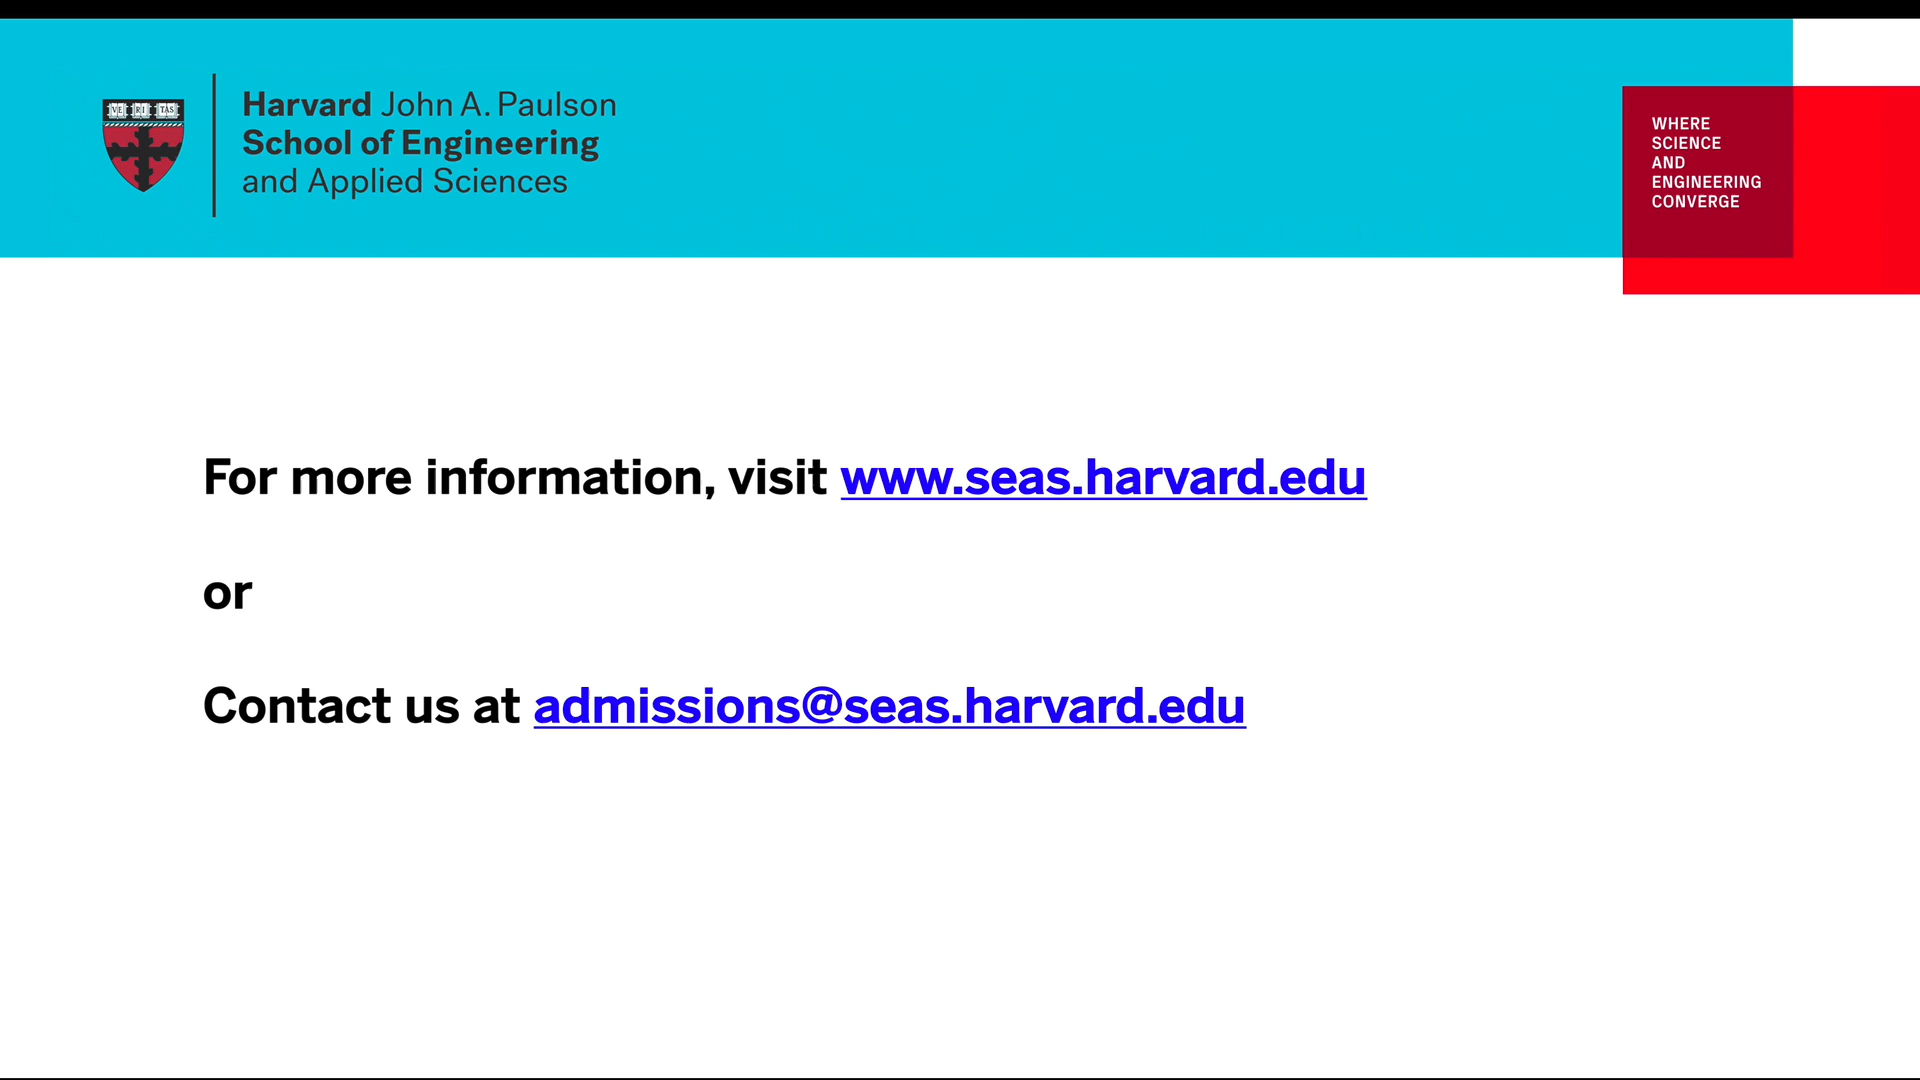 VE RI TAS
Harvard John A. Paulson
School of Engineering
and Applied Sciences
WHERE
SCIENCE
AND
ENGINEERING
CONVERGE
For more information, visit www.seas.harvard.edu
or
Contact us at admissions@seas.harvard.edu